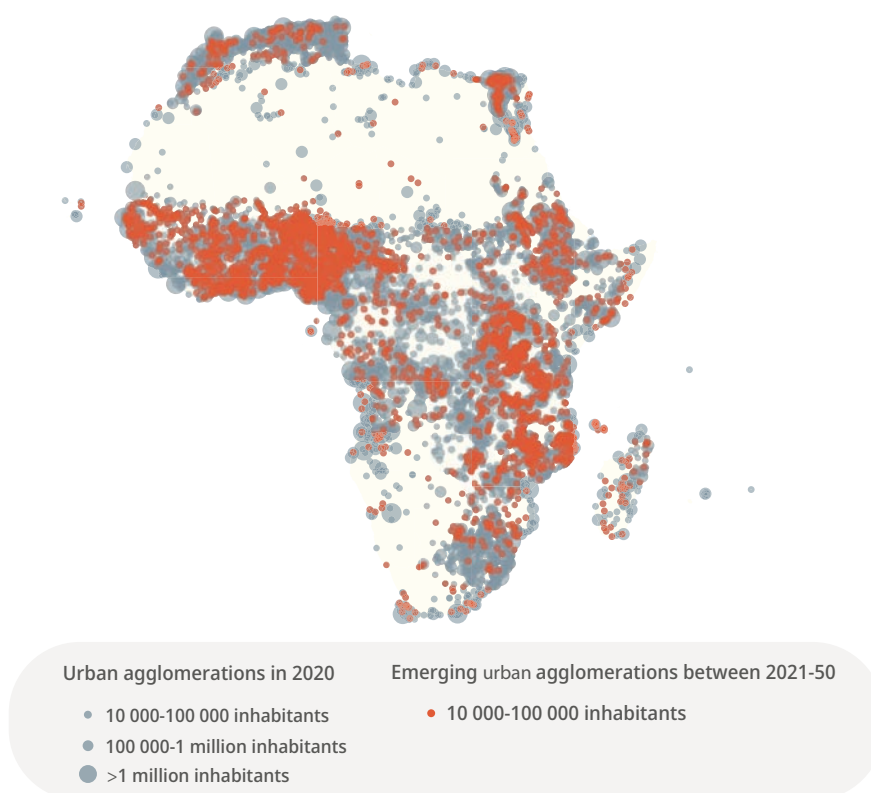 Urban agglomerations in 2020
10 000-100 000 inhabitants
100 000-1 million inhabitants
>1 million inhabitants
Emerging urban agglomerations between 2021-50
10 000-100 000 inhabitants